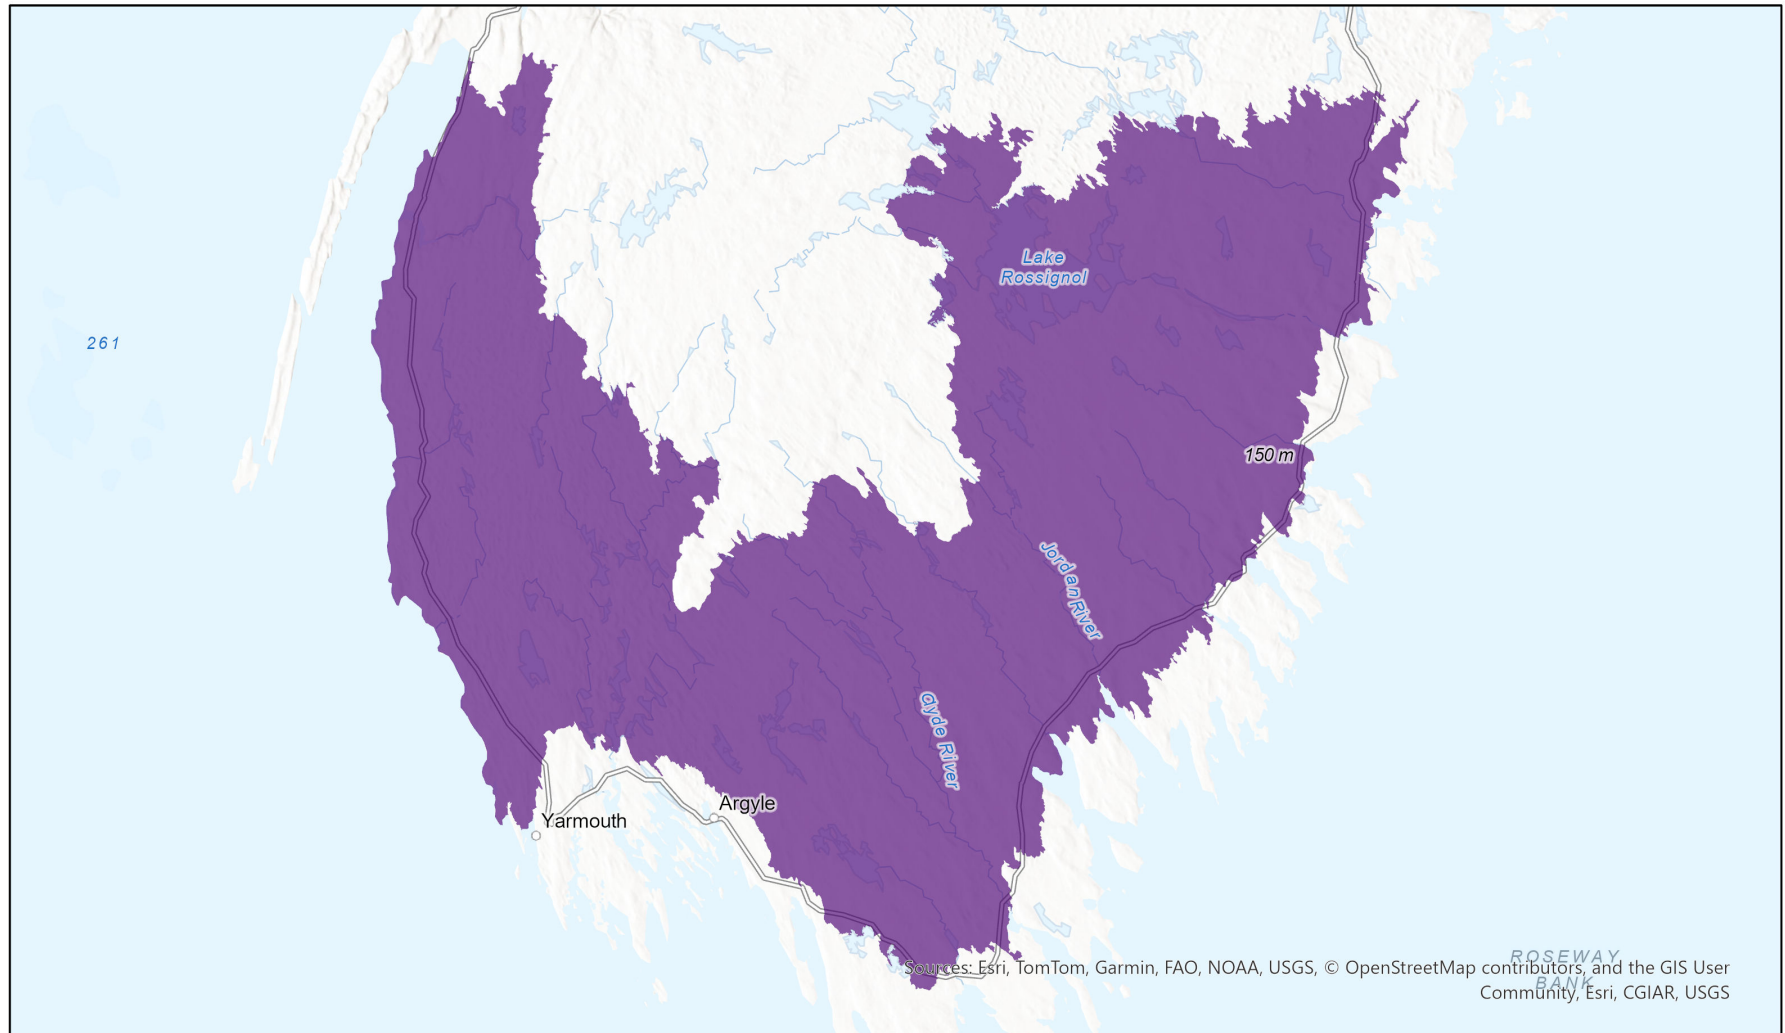 Lake
Rossignol
261
150 m
Jordan River
Clyde River
Argyle
Yarmouth
ROSEWAY
BANK
Sources: Esri, TomTom, Garmin, FAO, NOAA, USGS, © OpenStreetMap contributors, and the GIS User
Community, Esri, CGIAR, USGS